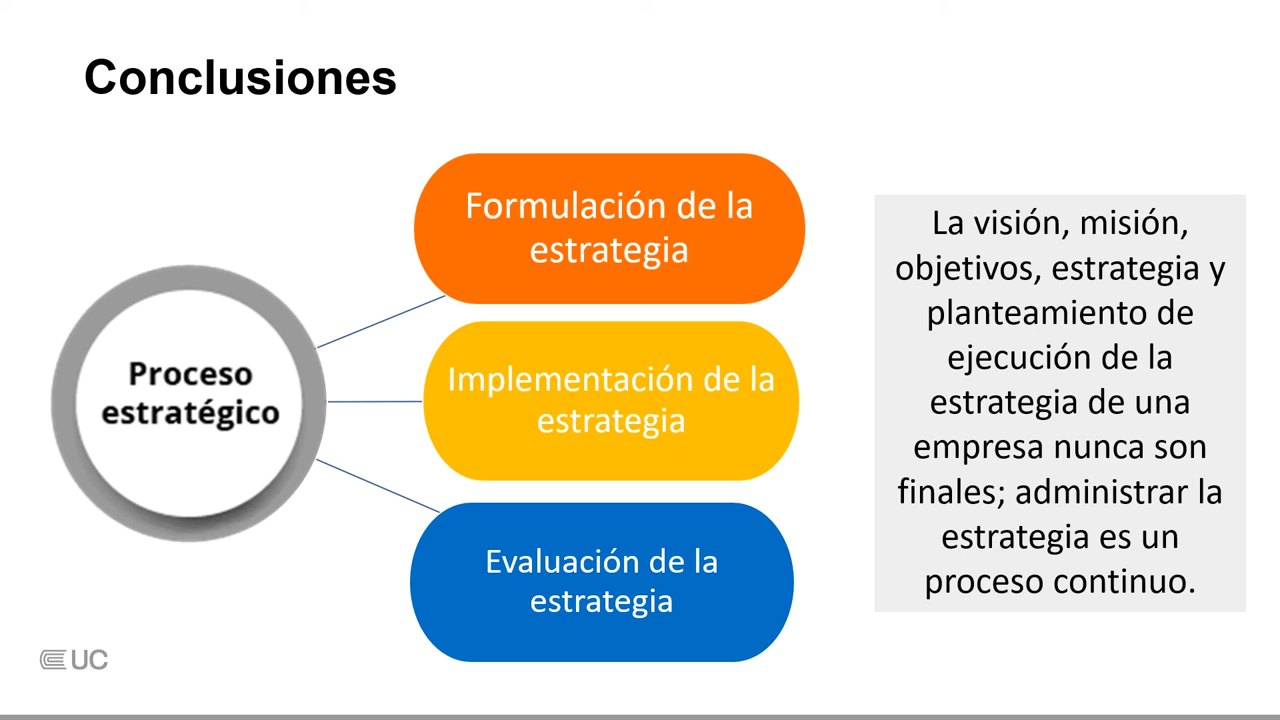 Conclusiones
Proceso
estratégico
Formulación de la
estrategia
Implementación de la
estrategia
Evaluación de la
estrategia
La visión, misión,
objetivos, estrategia y
planteamiento de
ejecución de la
estrategia de una
empresa nunca son
finales; administrar la
estrategia es un
proceso continuo.
UC